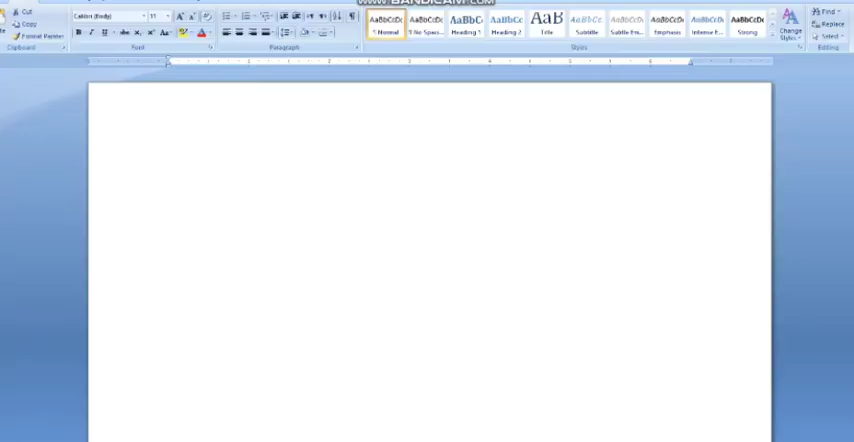 WWW.BANDICAM.COM
Cut
Copy
Format Painter
Clipboard
Calibri (Body)
11
Font
Paragraph
AaBbCcDc
¶ Normal
AaBbCcDc
¶ No Spaci...
AaBbC
Heading 1
AaBbCc
Heading 2
AaB
Title
AaBbCc.
Subtitle
AaBbCcDc
Subtle Em...
AaBbCcDc
Emphasis
AaBbCcDc
Intense E...
AaBbCcDc
Strong
Styles
Change
Styles
Find
Replace
Select
Editing